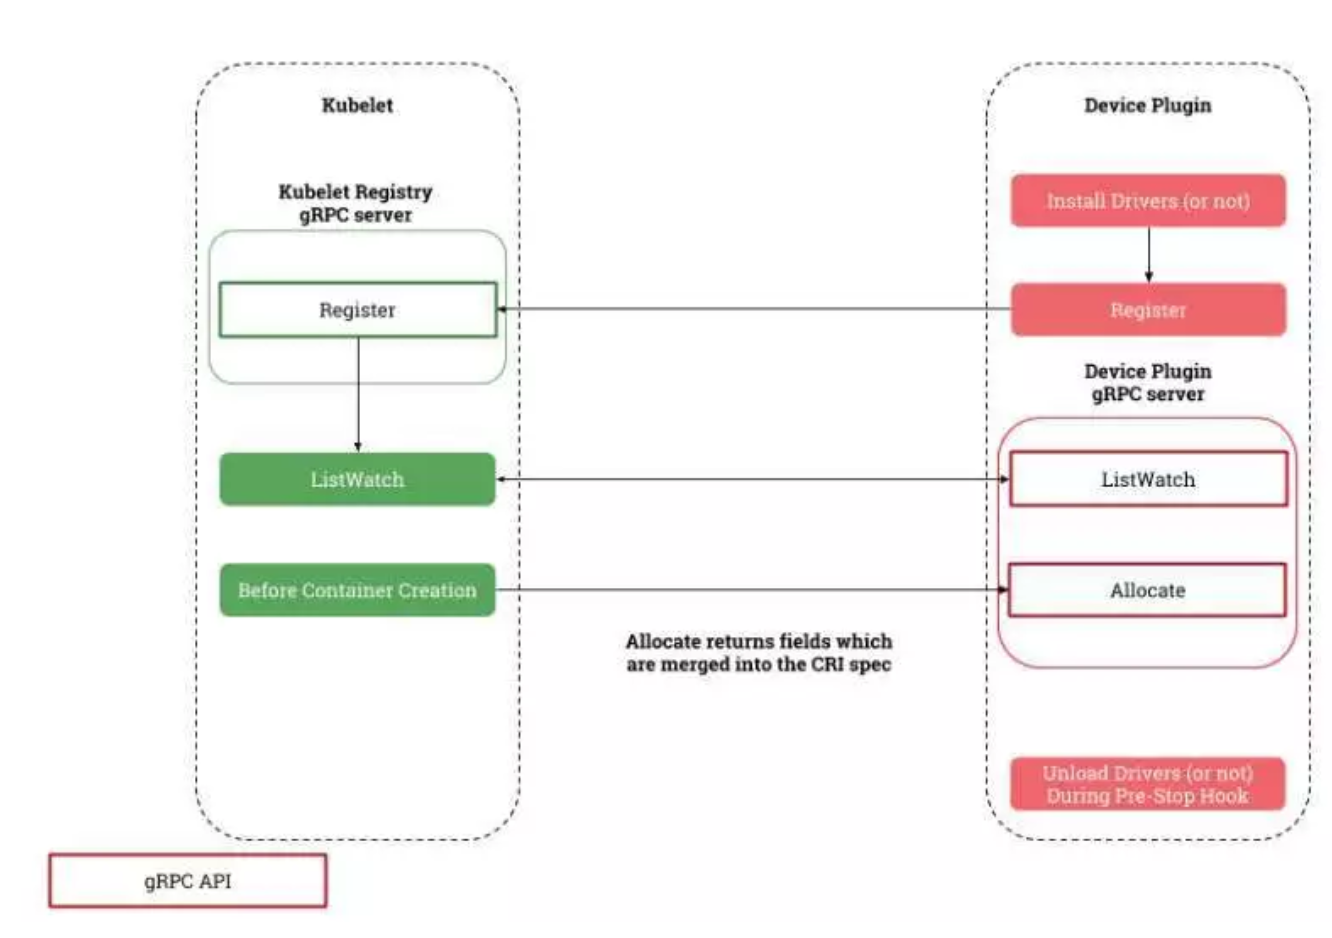 Kubelet
Kubelet Registry
gRPC server
Register
ListWatch
Before Container Creation
Allocate returns fields which
are merged into the CRI spec
Device Plugin
Install Drivers (or not)
Register
Device Plugin
gRPC server
ListWatch
Allocate
Unload Drivers (or not)
During Pre-Stop Hook
gRPC API